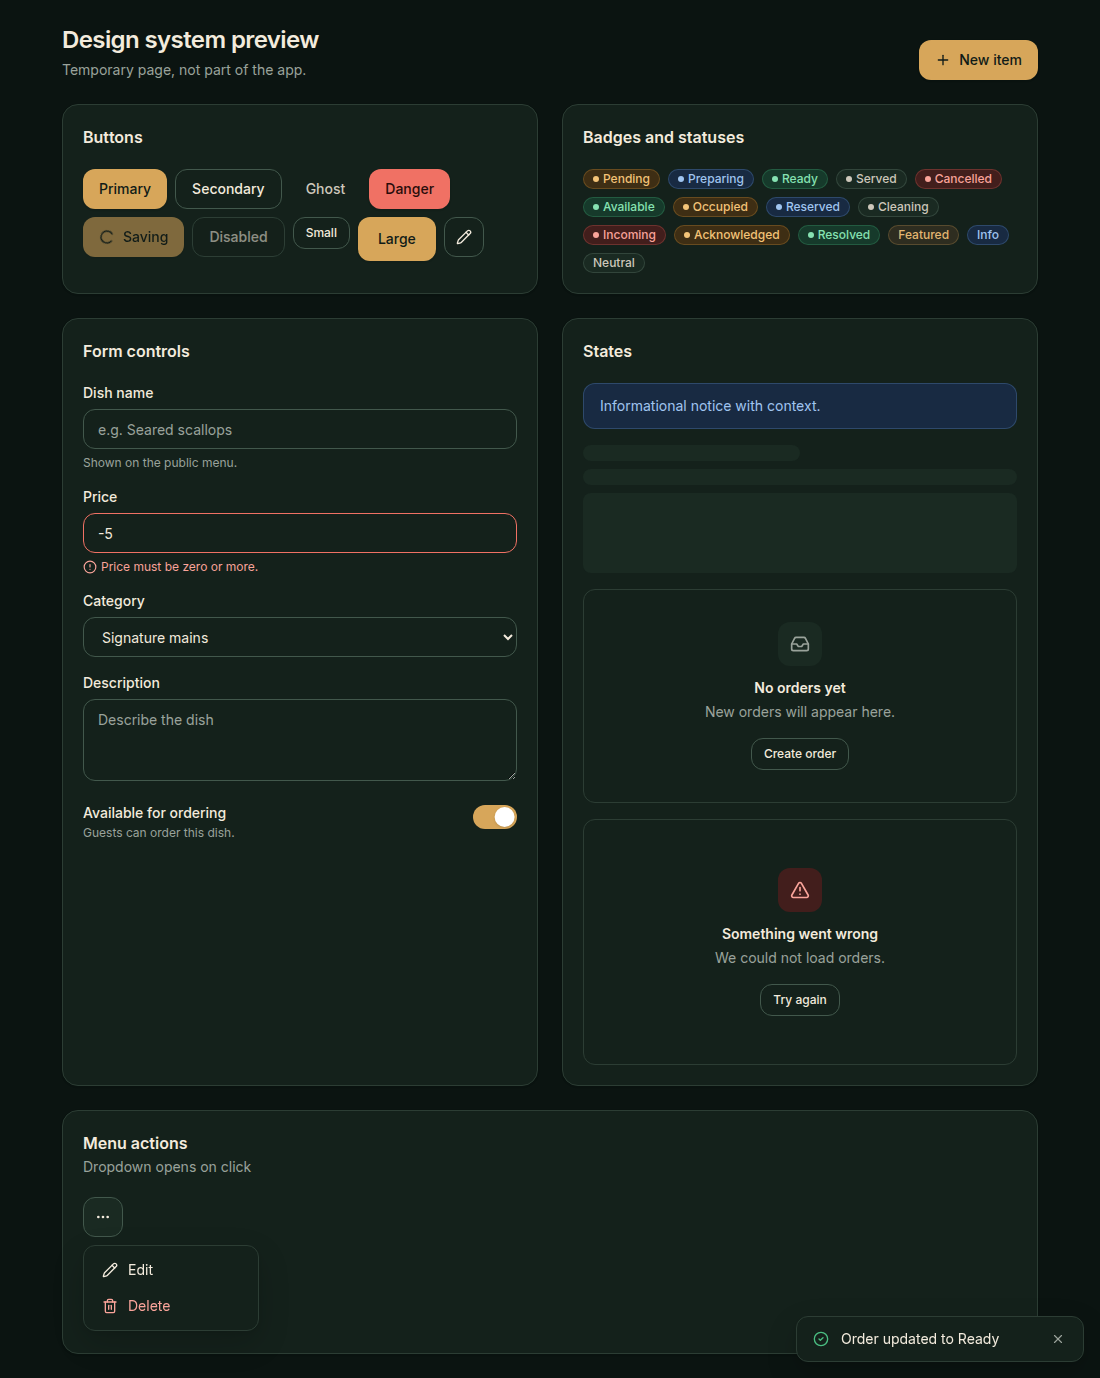 Design system preview
Temporary page, not part of the app.
New item
Buttons
Primary
Secondary
Ghost
Danger
Saving
Disabled
Small
Large
Badges and statuses
Pending
Preparing
Ready
Served
Cancelled
Available
Occupied
Reserved
Cleaning
Incoming
Acknowledged
Resolved
Featured
Info
Neutral
Form controls
Dish name
e.g. Seared scallops
Shown on the public menu.
Price
-5
Price must be zero or more.
Category
Signature mains
Description
Describe the dish
Available for ordering
Guests can order this dish.
States
Informational notice with context.
No orders yet
New orders will appear here.
Create order
Something went wrong
We could not load orders.
Try again
Menu actions
Dropdown opens on click
Edit
Delete
Order updated to Ready